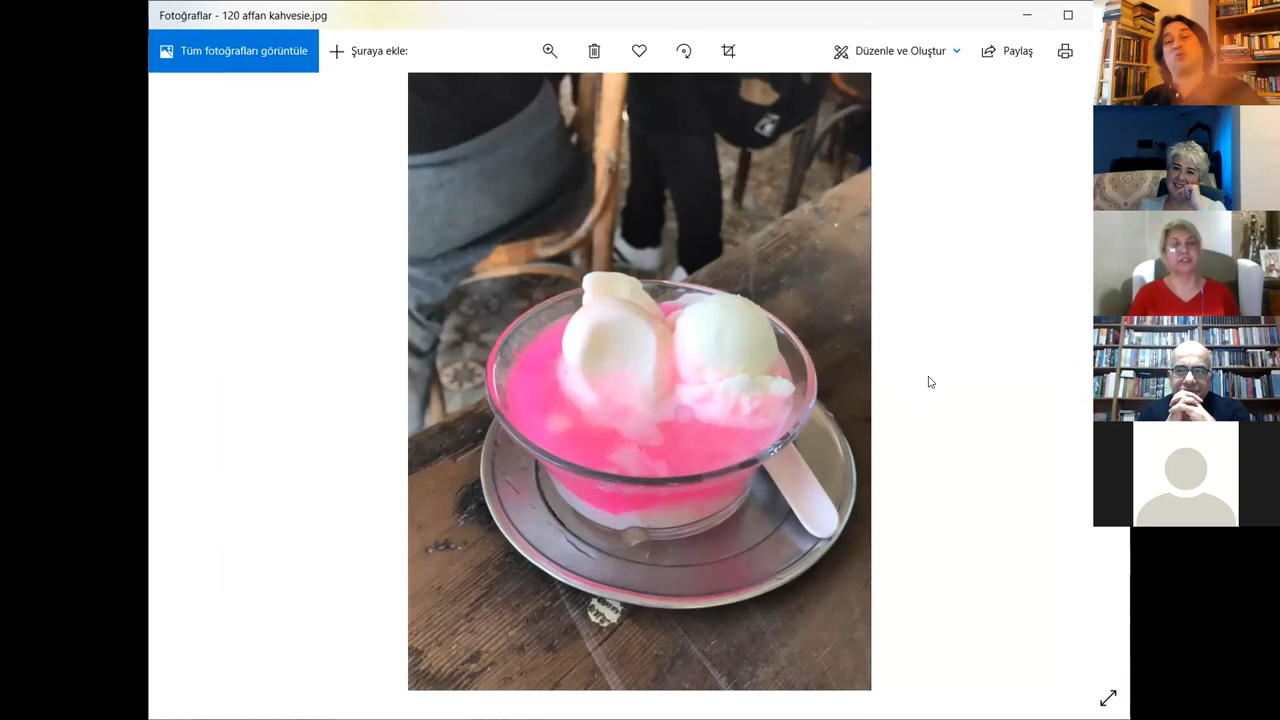 Fotoğraflar - 120 affan kahvesie.jpg
Tüm fotoğrafları görüntüle
Şuraya ekle:
Düzenle ve Oluştur
Paylaş